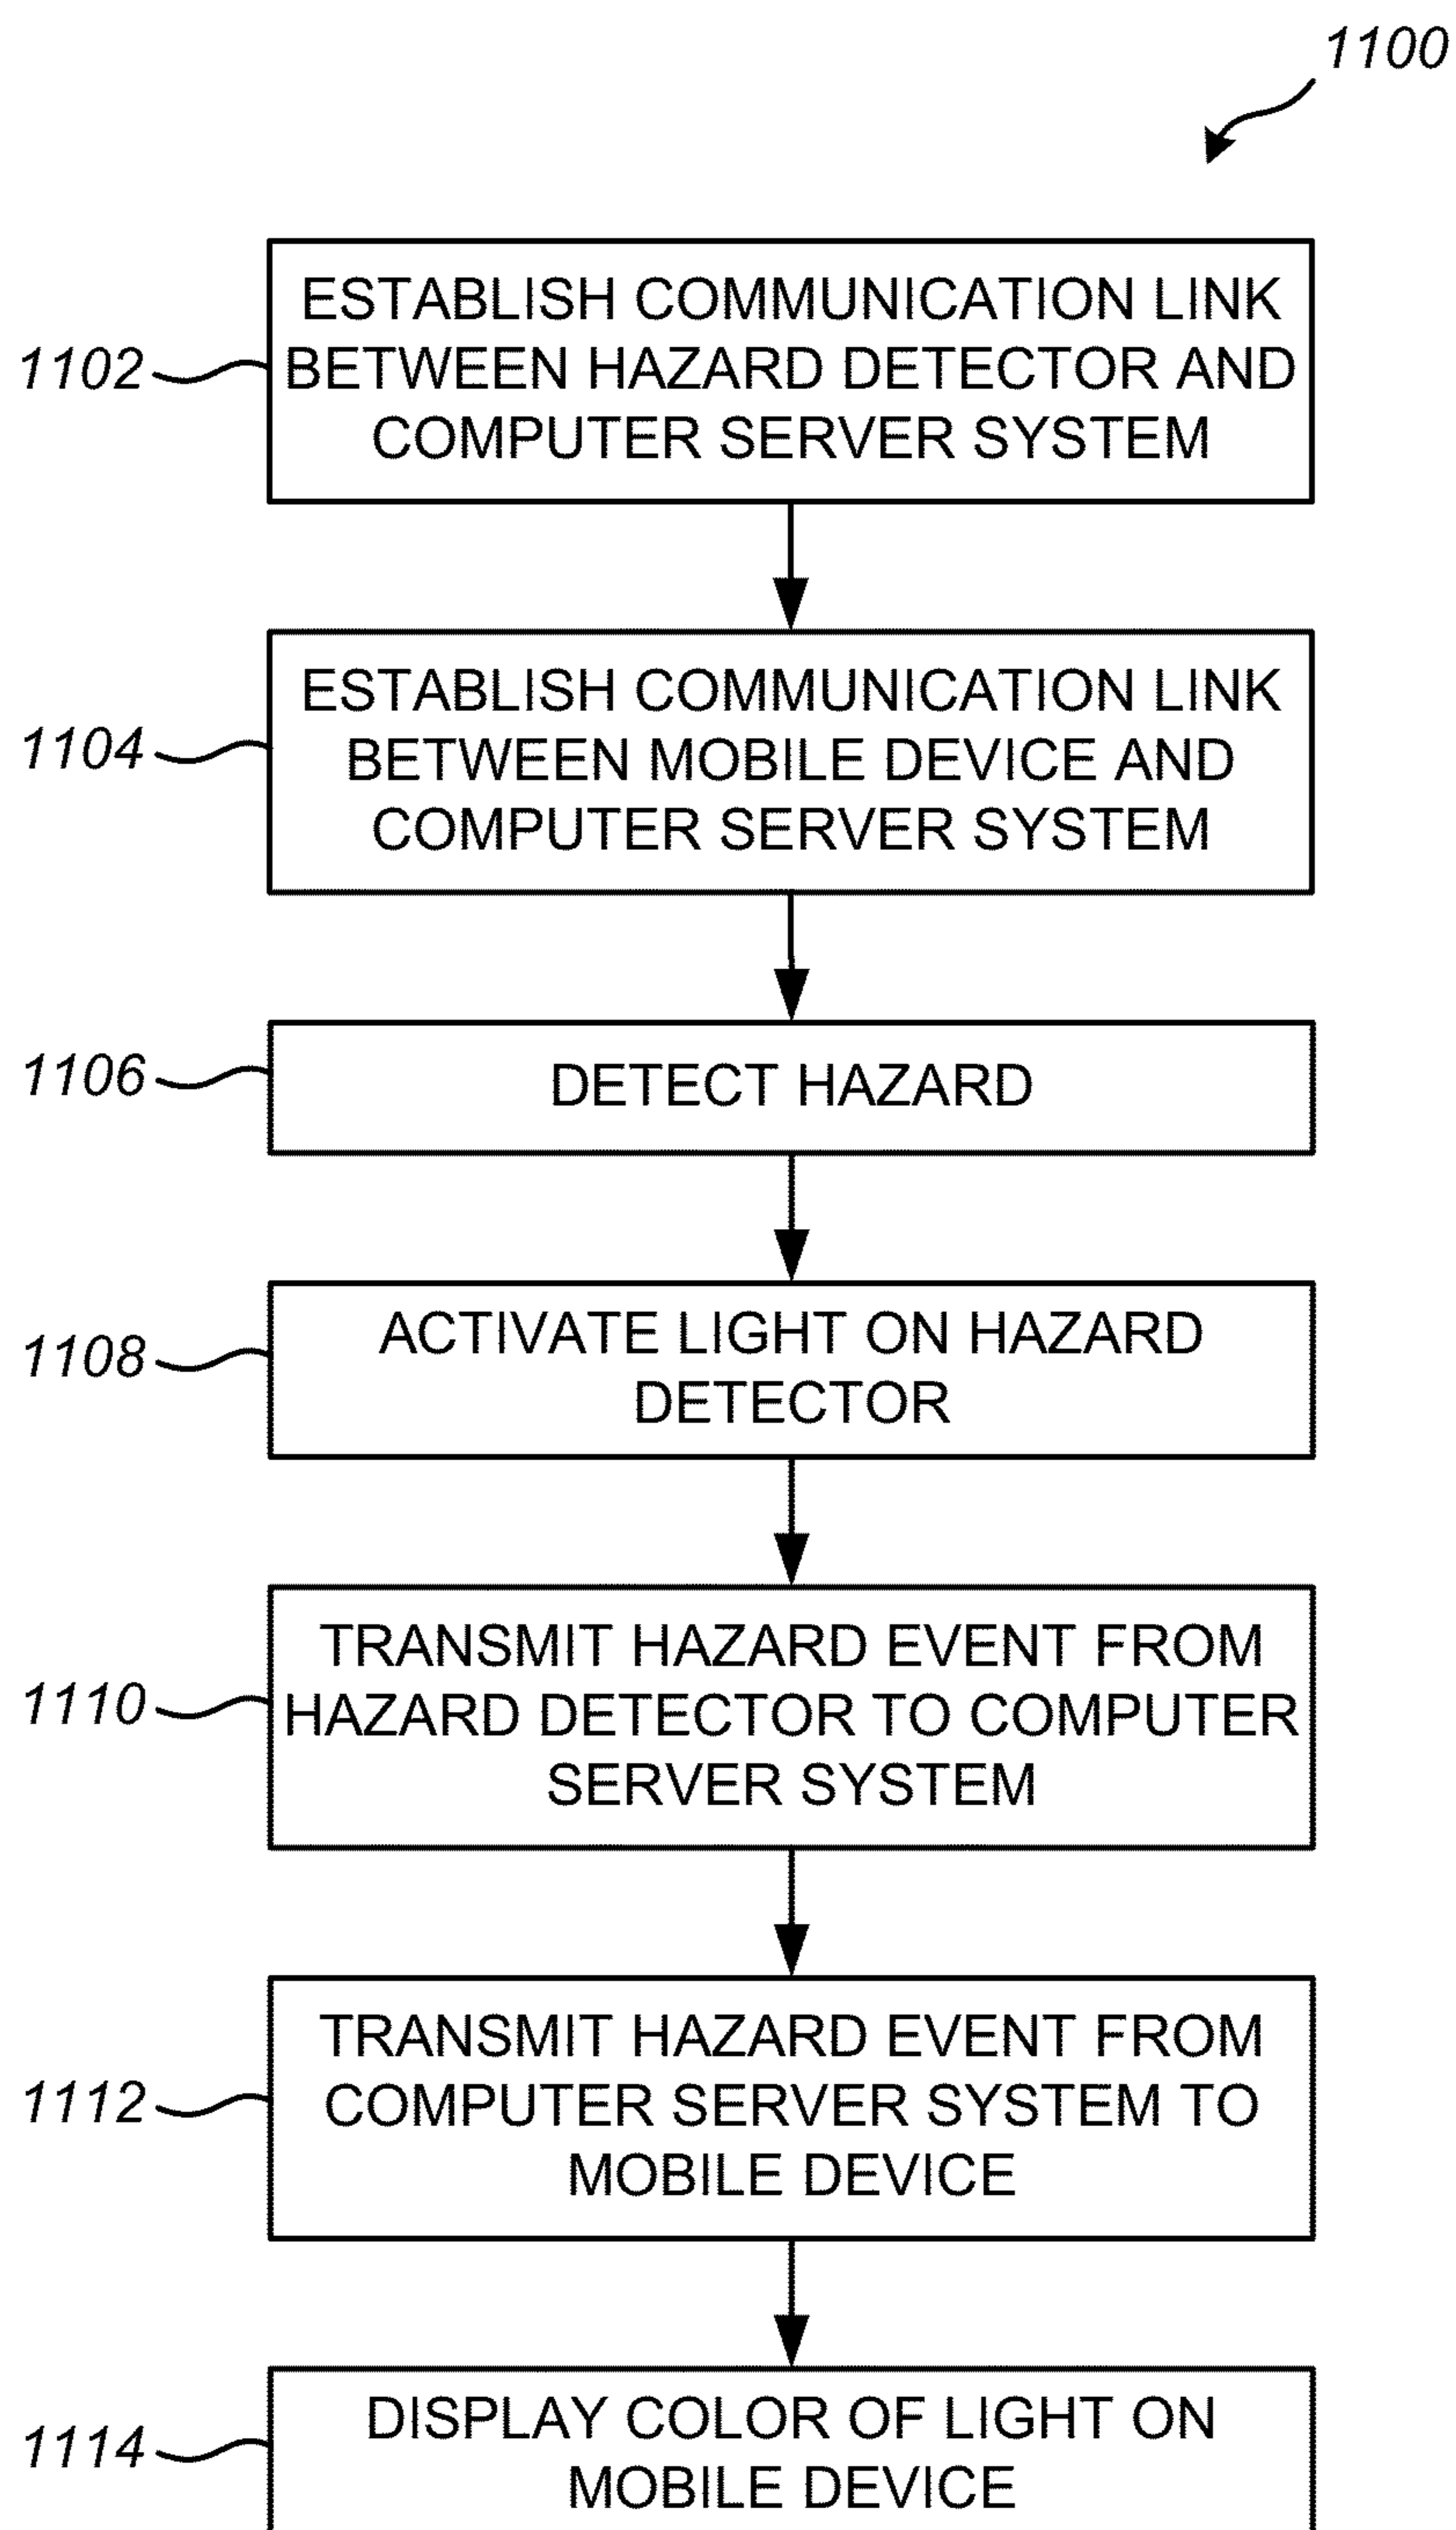 1100
ESTABLISH COMMUNICATION LINK
1102 BETWEEN HAZARD DETECTOR AND
COMPUTER SERVER SYSTEM
ESTABLISH COMMUNICATION LINK
1104 BETWEEN MOBILE DEVICE AND
COMPUTER SERVER SYSTEM
1106 DETECT HAZARD
1108 ACTIVATE LIGHT ON HAZARD
DETECTOR
TRANSMIT HAZARD EVENT FROM
1110 HAZARD DETECTOR TO COMPUTER
SERVER SYSTEM
TRANSMIT HAZARD EVENT FROM
1112 COMPUTER SERVER SYSTEM TO
MOBILE DEVICE
1114 DISPLAY COLOR OF LIGHT ON
MOBILE DEVICE